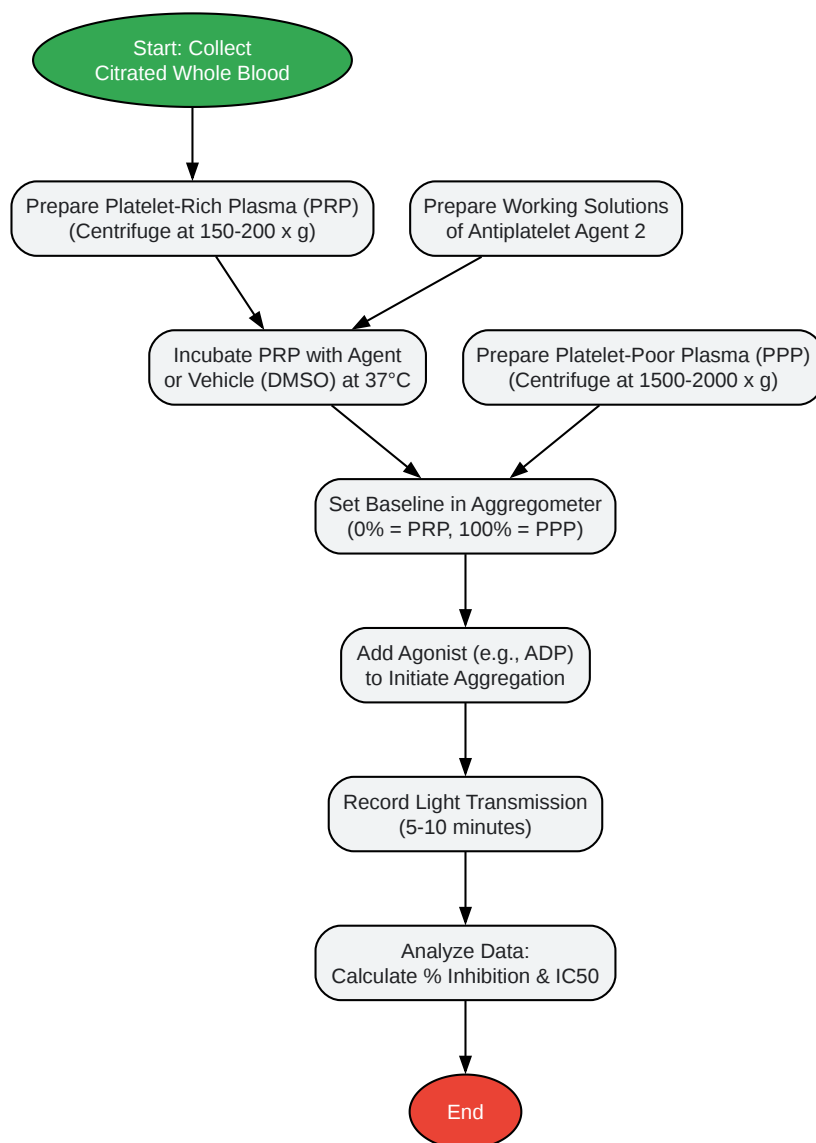 Start: Collect
Citrated Whole Blood
Prepare Platelet-Rich Plasma (PRP)
(Centrifuge at 150-200 x g)
Prepare Working Solutions
of Antiplatelet Agent 2
Incubate PRP with Agent
or Vehicle (DMSO) at 37°C
Prepare Platelet-Poor Plasma (PPP)
(Centrifuge at 1500-2000 x g)
Set Baseline in Aggregometer
(0% = PRP, 100% = PPP)
Add Agonist (e.g., ADP)
to Initiate Aggregation
Record Light Transmission
(5-10 minutes)
Analyze Data:
Calculate % Inhibition & IC50
End